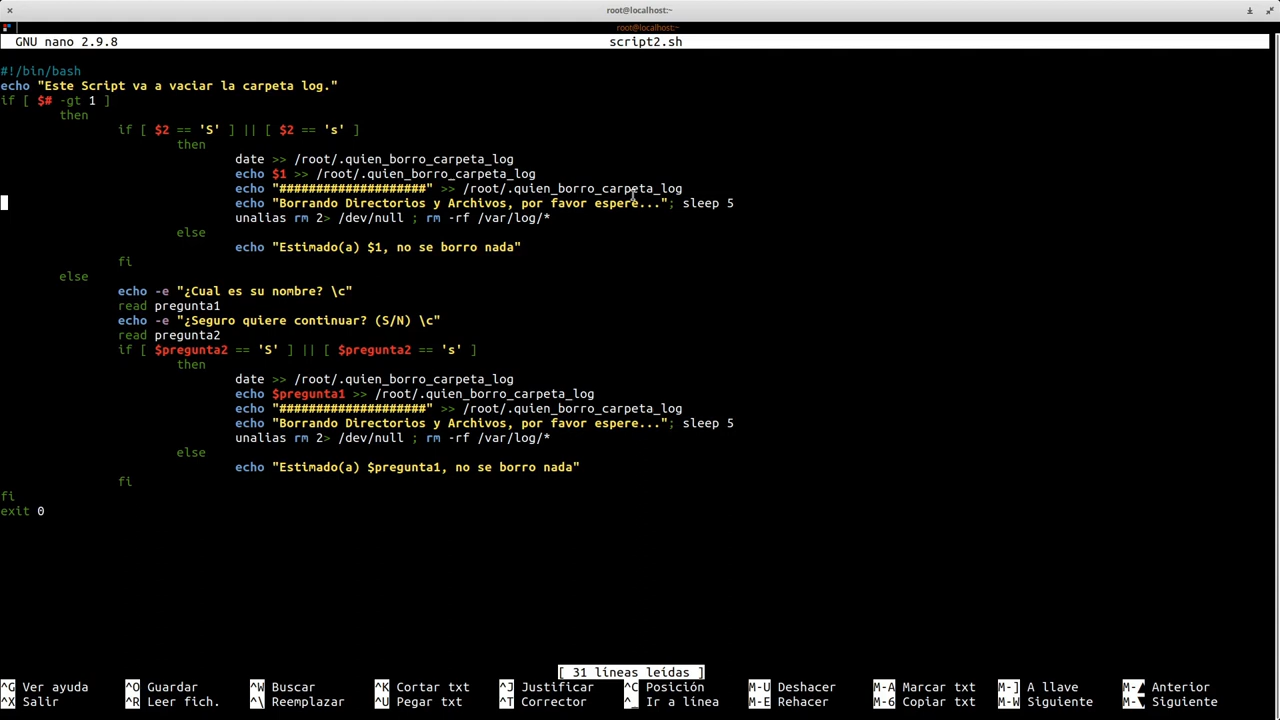 root@localhost:~
root@localhost:~
GNU nano 2.9.8 script2.sh
#!/bin/bash
echo "Este Script va a vaciar la carpeta log."
if [ $# -gt 1 ]
then
if [ $2 == 'S' ] || [ $2 == 's' ]
then
date >> /root/.quien_borro_carpeta_log
echo $1 >> /root/.quien_borro_carpeta_log
echo "####################" >> /root/.quien_borro_carpeta_log
echo "Borrando Directorios y Archivos, por favor espere..."; sleep 5
unalias rm 2> /dev/null ; rm -rf /var/log/*
else
echo "Estimado(a) $1, no se borro nada"
fi
else
echo -e "¿Cual es su nombre? \c"
read pregunta1
echo -e "¿Seguro quiere continuar? (S/N) \c"
read pregunta2
if [ $pregunta2 == 'S' ] || [ $pregunta2 == 's' ]
then
date >> /root/.quien_borro_carpeta_log
echo $pregunta1 >> /root/.quien_borro_carpeta_log
echo "####################" >> /root/.quien_borro_carpeta_log
echo "Borrando Directorios y Archivos, por favor espere..."; sleep 5
unalias rm 2> /dev/null ; rm -rf /var/log/*
else
echo "Estimado(a) $pregunta1, no se borro nada"
fi
fi
exit 0
[ 31 líneas leídas ]
^G Ver ayuda ^O Guardar ^W Buscar ^K Cortar txt ^J Justificar ^C Posición M-U Deshacer M-A Marcar txt M-] A llave M-▲ Anterior
^X Salir ^R Leer fich. ^\ Reemplazar ^U Pegar txt ^T Corrector ^_ Ir a línea M-E Rehacer M-6 Copiar txt M-W Siguiente M-▼ Siguiente